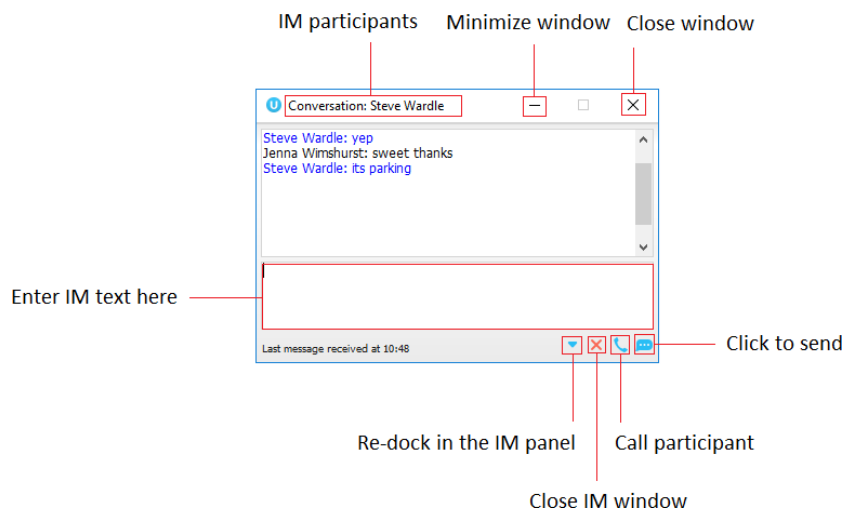 IM participants Minimize window Close window
U Conversation: Steve Wardle
Steve Wardle: yep
Jenna Wimshurst: sweet thanks
Steve Wardle: its parking
Enter IM text here
Last message received at 10:48
Click to send
Re-dock in the IM panel Call participant
Close IM window